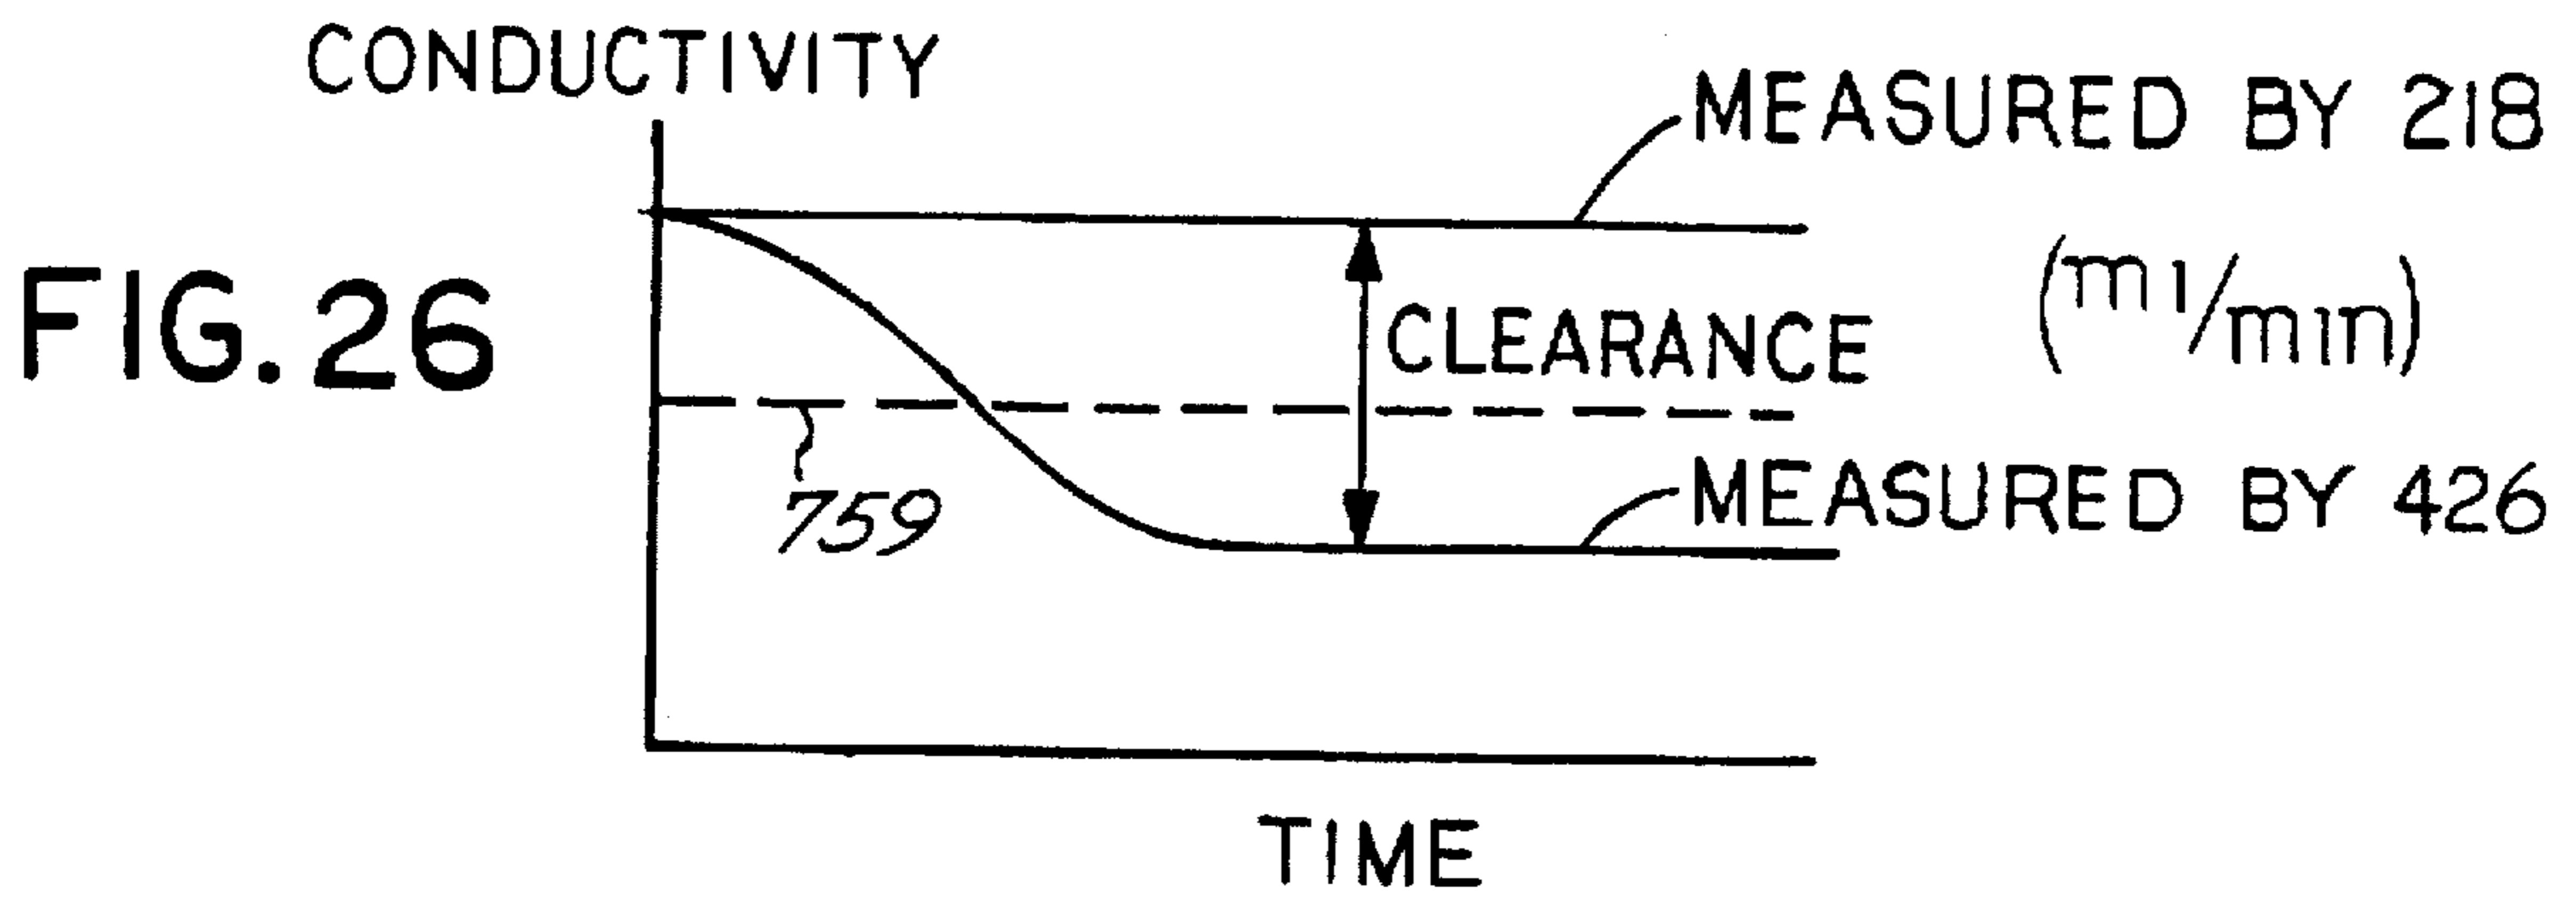 CONDUCTIVITY
MEASURED BY 218
FIG. 26
CLEARANCE (ml/min)
759
MEASURED BY 426
TIME